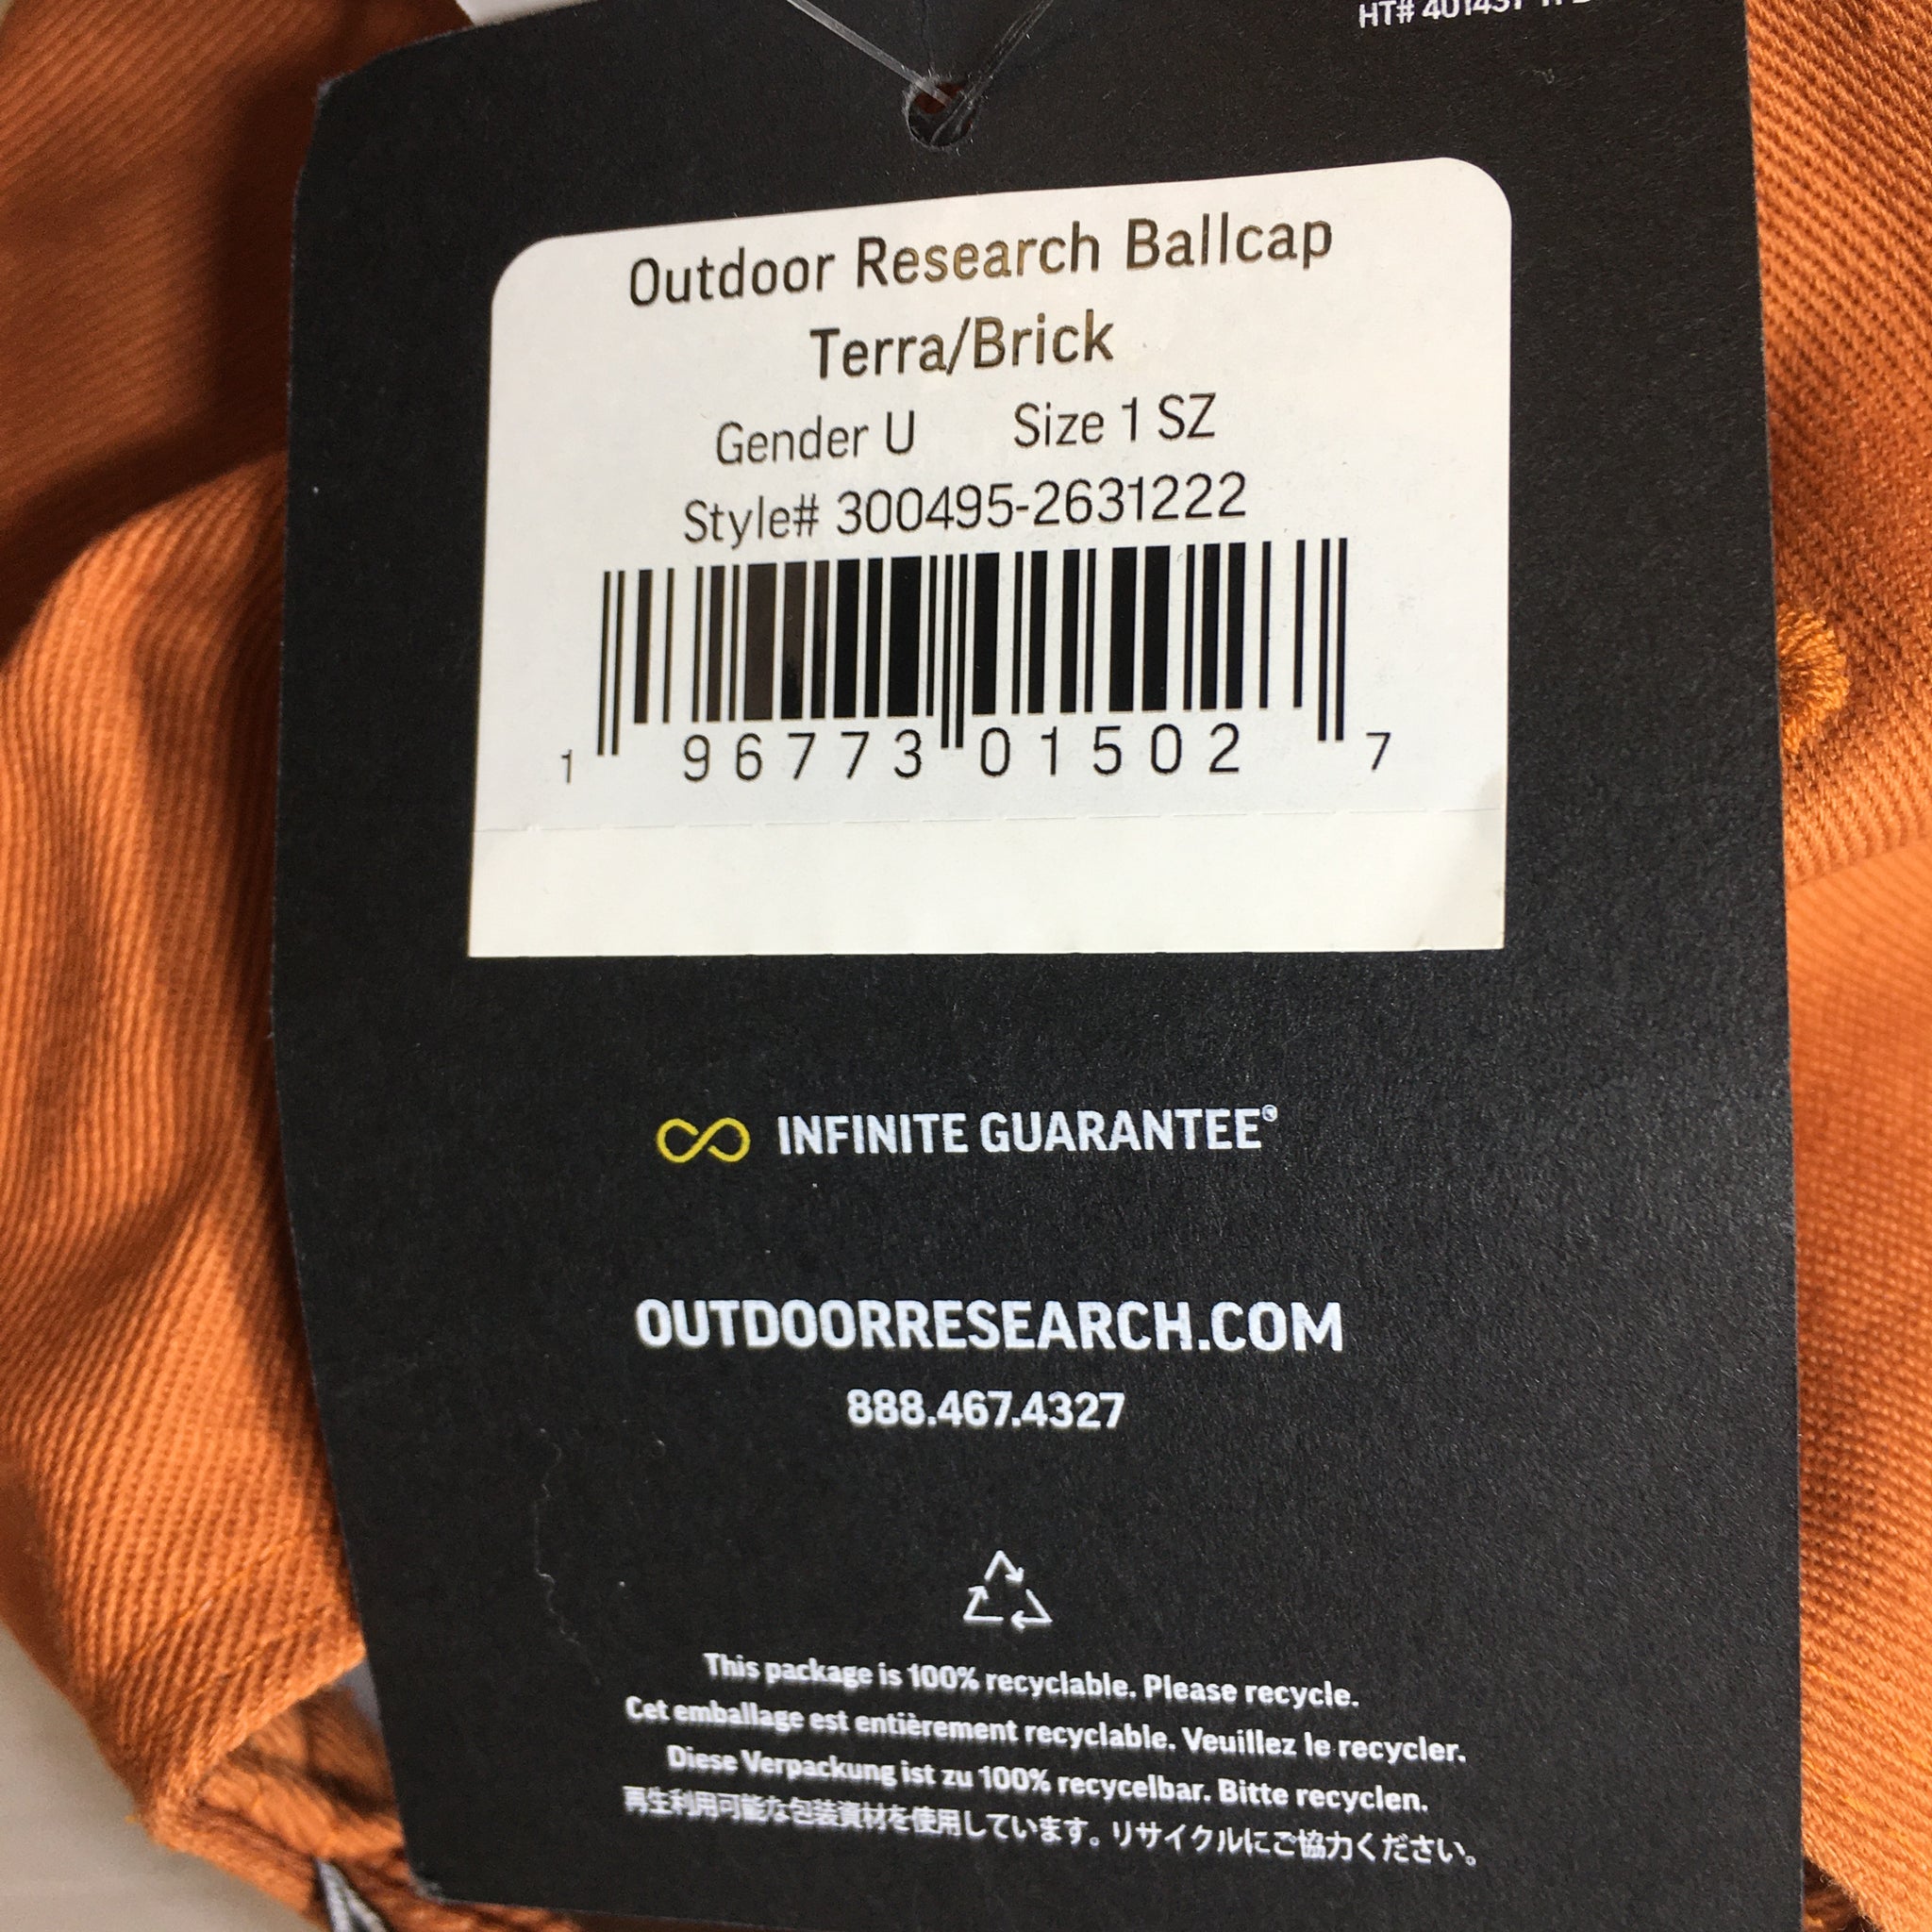 HT# 401431
Outdoor Research Ballcap
Terra/Brick
Gender U Size 1 SZ
Style# 300495-2631222
1 96773 01502 7
INFINITE GUARANTEE®
OUTDOORRESEARCH.COM
888.467.4327
This package is 100% recyclable. Please recycle.
Cet emballage est entièrement recyclable. Veuillez le recycler.
Diese Verpackung ist zu 100% recycelbar. Bitte recyclen.
再生利用可能な包装資材を使用しています。リサイクルにご協力ください。